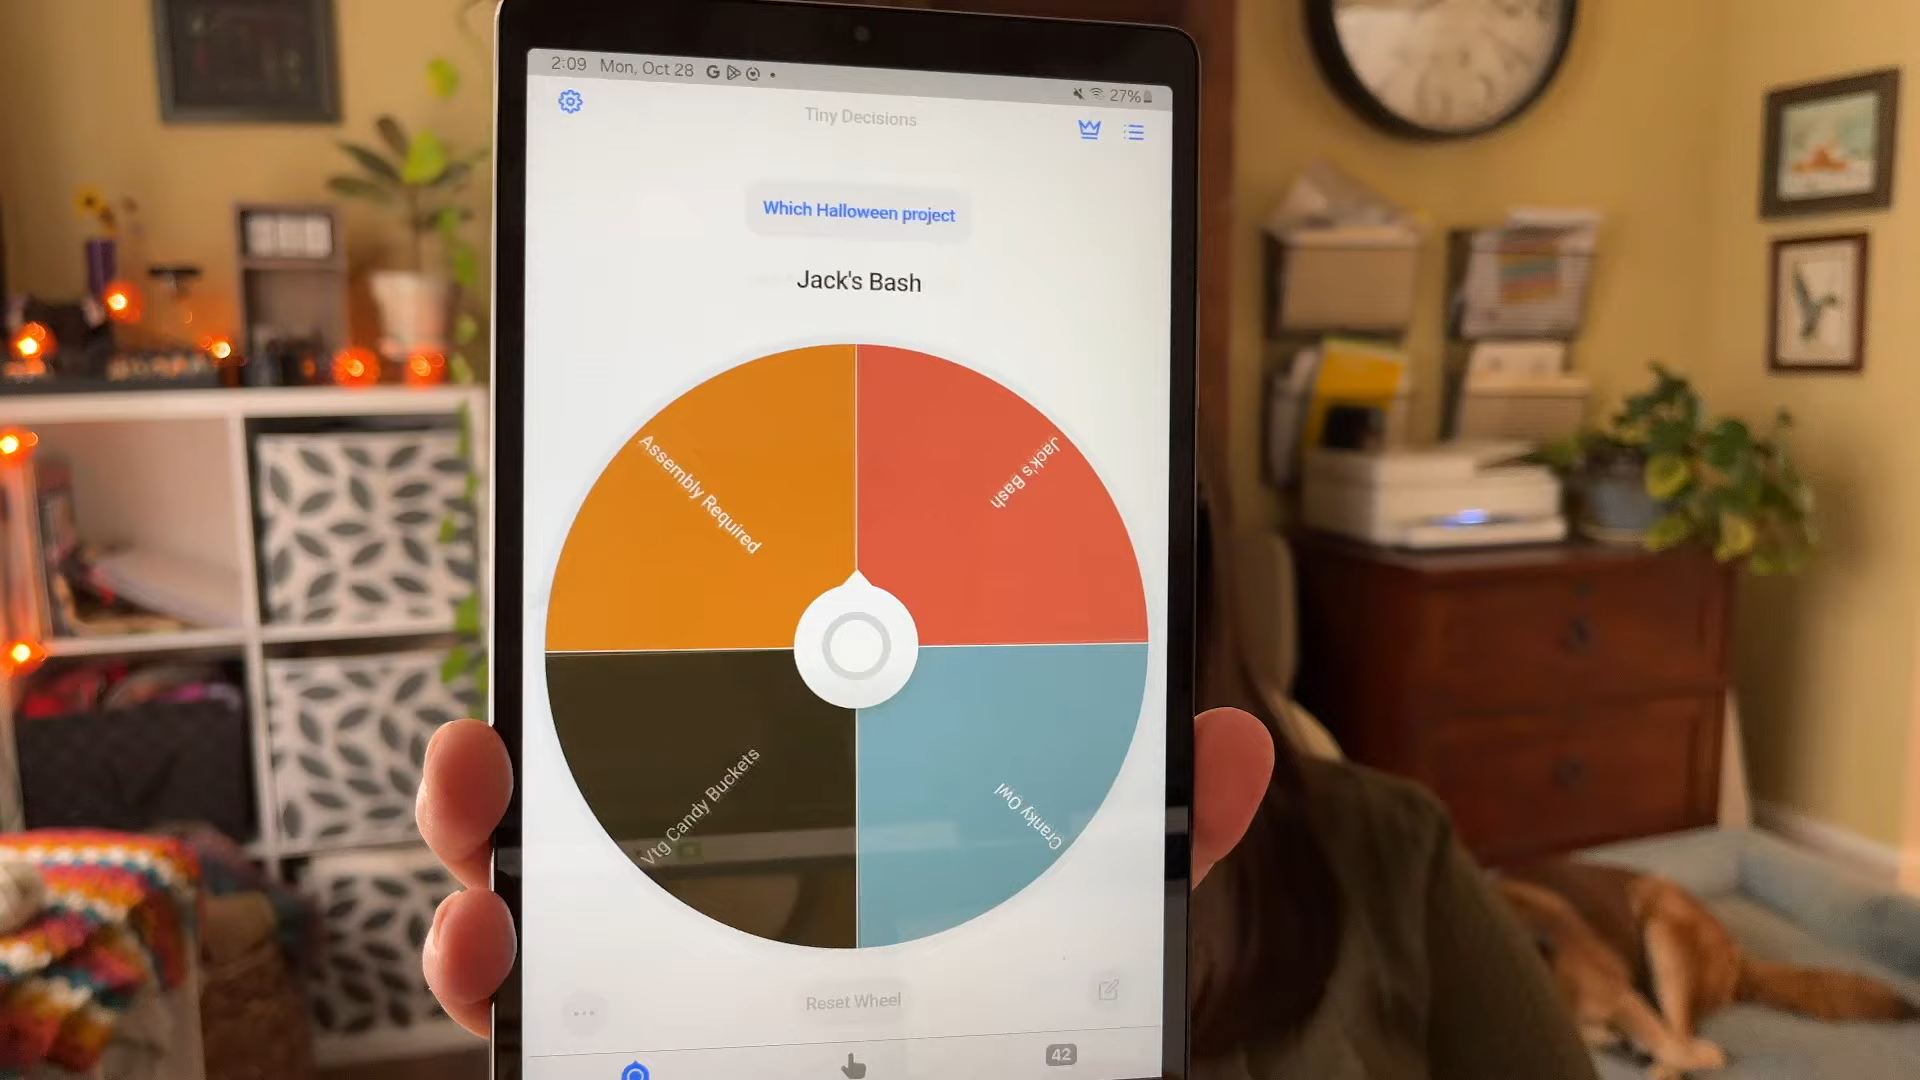 2:09 Mon, Oct 28 G
27%
Tiny Decisions
Which Halloween project
Jack's Bash
Assembly Required
Jack's Bash
Vtg Candy Buckets
Cranky Owl
Reset Wheel
42